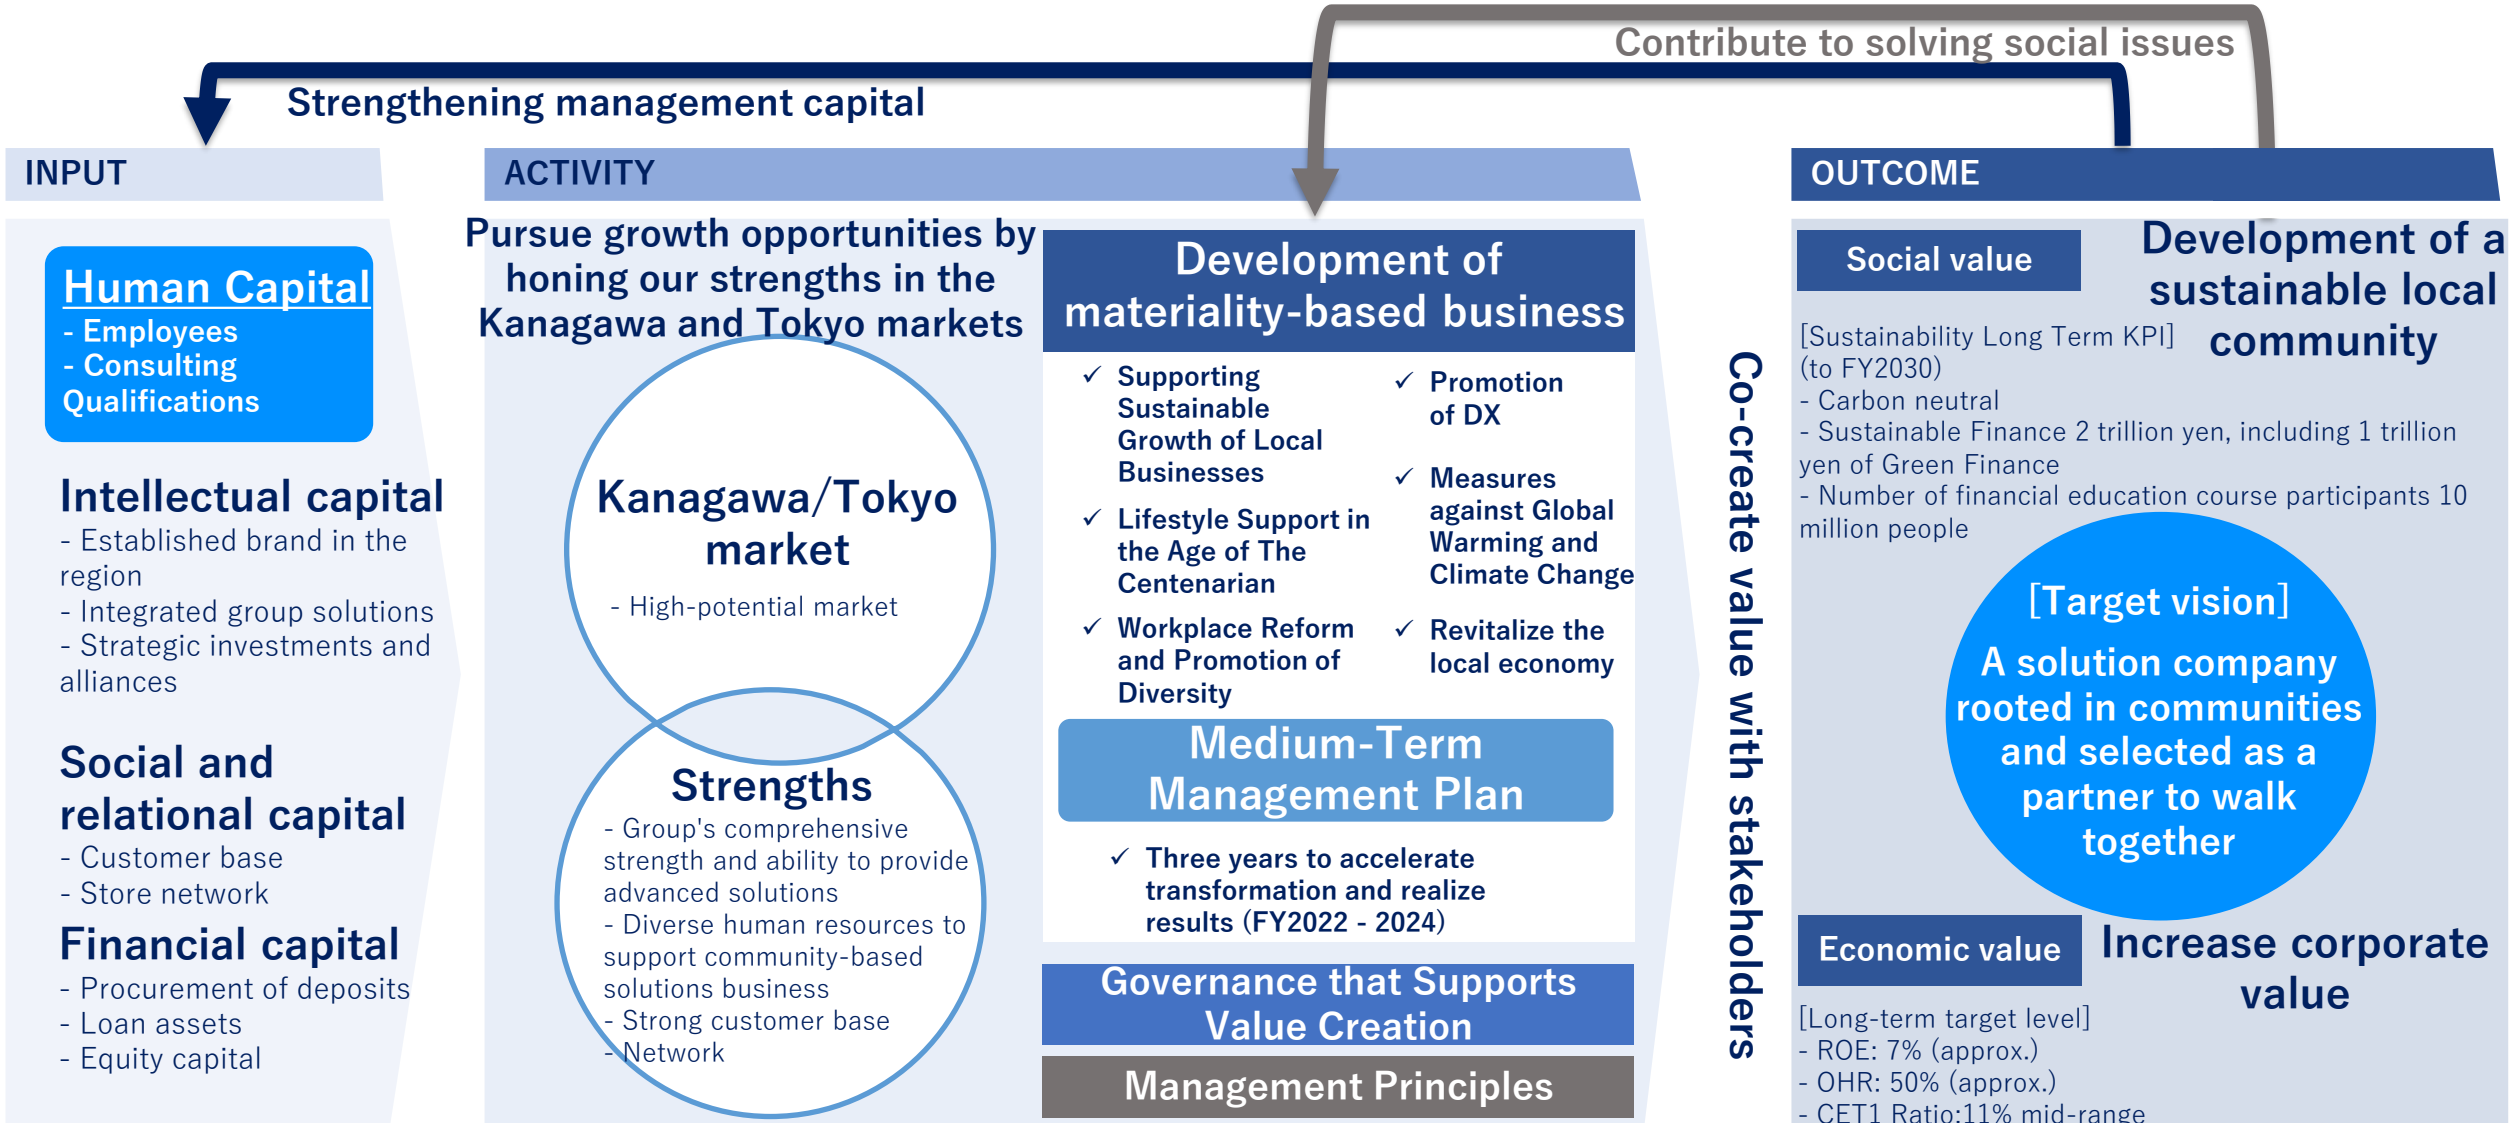 Contribute to solving social issues
Strengthening management capital
INPUT
Human Capital
- Employees
- Consulting
Qualifications
Intellectual capital
- Established brand in the
region
- Integrated group solutions
- Strategic investments and
alliances
Social and
relational capital
- Customer base
- Store network
Financial capital
- Procurement of deposits
- Loan assets
- Equity capital
ACTIVITY
Pursue growth opportunities by
honing our strengths in the
Kanagawa and Tokyo markets
Kanagawa/Tokyo
market
- High-potential market
Strengths
- Group's comprehensive
strength and ability to provide
advanced solutions
- Diverse human resources to
support community-based
solutions business
- Strong customer base
- Network
Development of
materiality-based business
✓ Supporting
Sustainable
Growth of Local
Businesses
✓ Lifestyle Support in
the Age of The
Centenarian
✓ Workplace Reform
and Promotion of
Diversity
✓ Promotion
of DX
✓ Measures
against Global
Warming and
Climate Change
✓ Revitalize the
local economy
Medium-Term
Management Plan
✓ Three years to accelerate
transformation and realize
results (FY2022 - 2024)
Governance that Supports
Value Creation
Management Principles
Co-create value with stakeholders
OUTCOME
Social value
Development of a
sustainable local
community
[Sustainability Long Term KPI]
(to FY2030)
- Carbon neutral
- Sustainable Finance 2 trillion yen, including 1 trillion
yen of Green Finance
- Number of financial education course participants 10
million people
[Target vision]
A solution company
rooted in communities
and selected as a
partner to walk
together
Economic value
Increase corporate
value
[Long-term target level]
- ROE: 7% (approx.)
- OHR: 50% (approx.)
- CET1 Ratio:11% mid-range